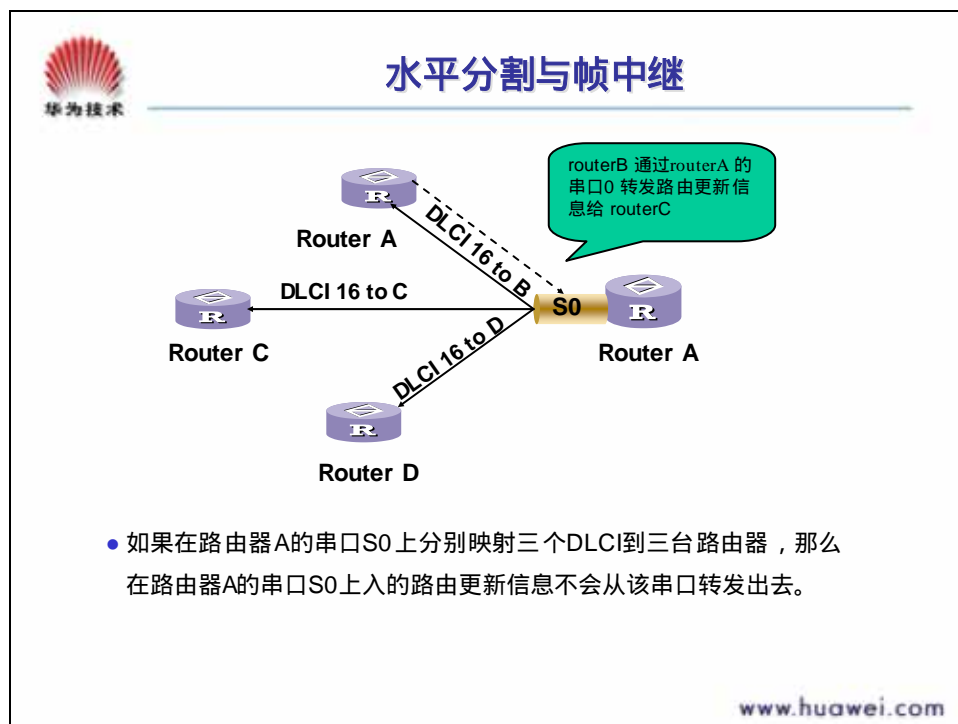 水平分割与帧中继
华为技术
routerB 通过routerA 的
串口0 转发路由更新信
息给 routerC
R
Router A
DLCI 16 to B
DLCI 16 to C
S0
R
R
Router C
Router A
DLCI 16 to D
R
Router D
如果在路由器A的串口S0上分别映射三个DLCI到三台路由器，那么
在路由器A的串口S0上入的路由更新信息不会从该串口转发出去。
www.huawei.com